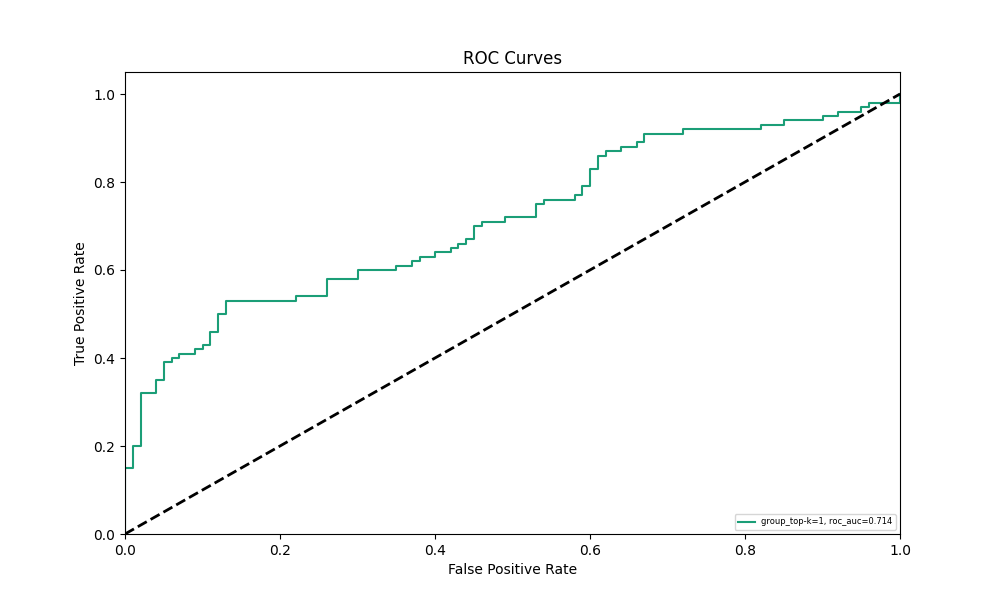 ROC Curves
True Positive Rate
1.0
0.8
0.6
0.4
0.2
0.0
0.0 0.2 0.4 0.6 0.8 1.0
False Positive Rate
group_top-k=1, roc_auc=0.714